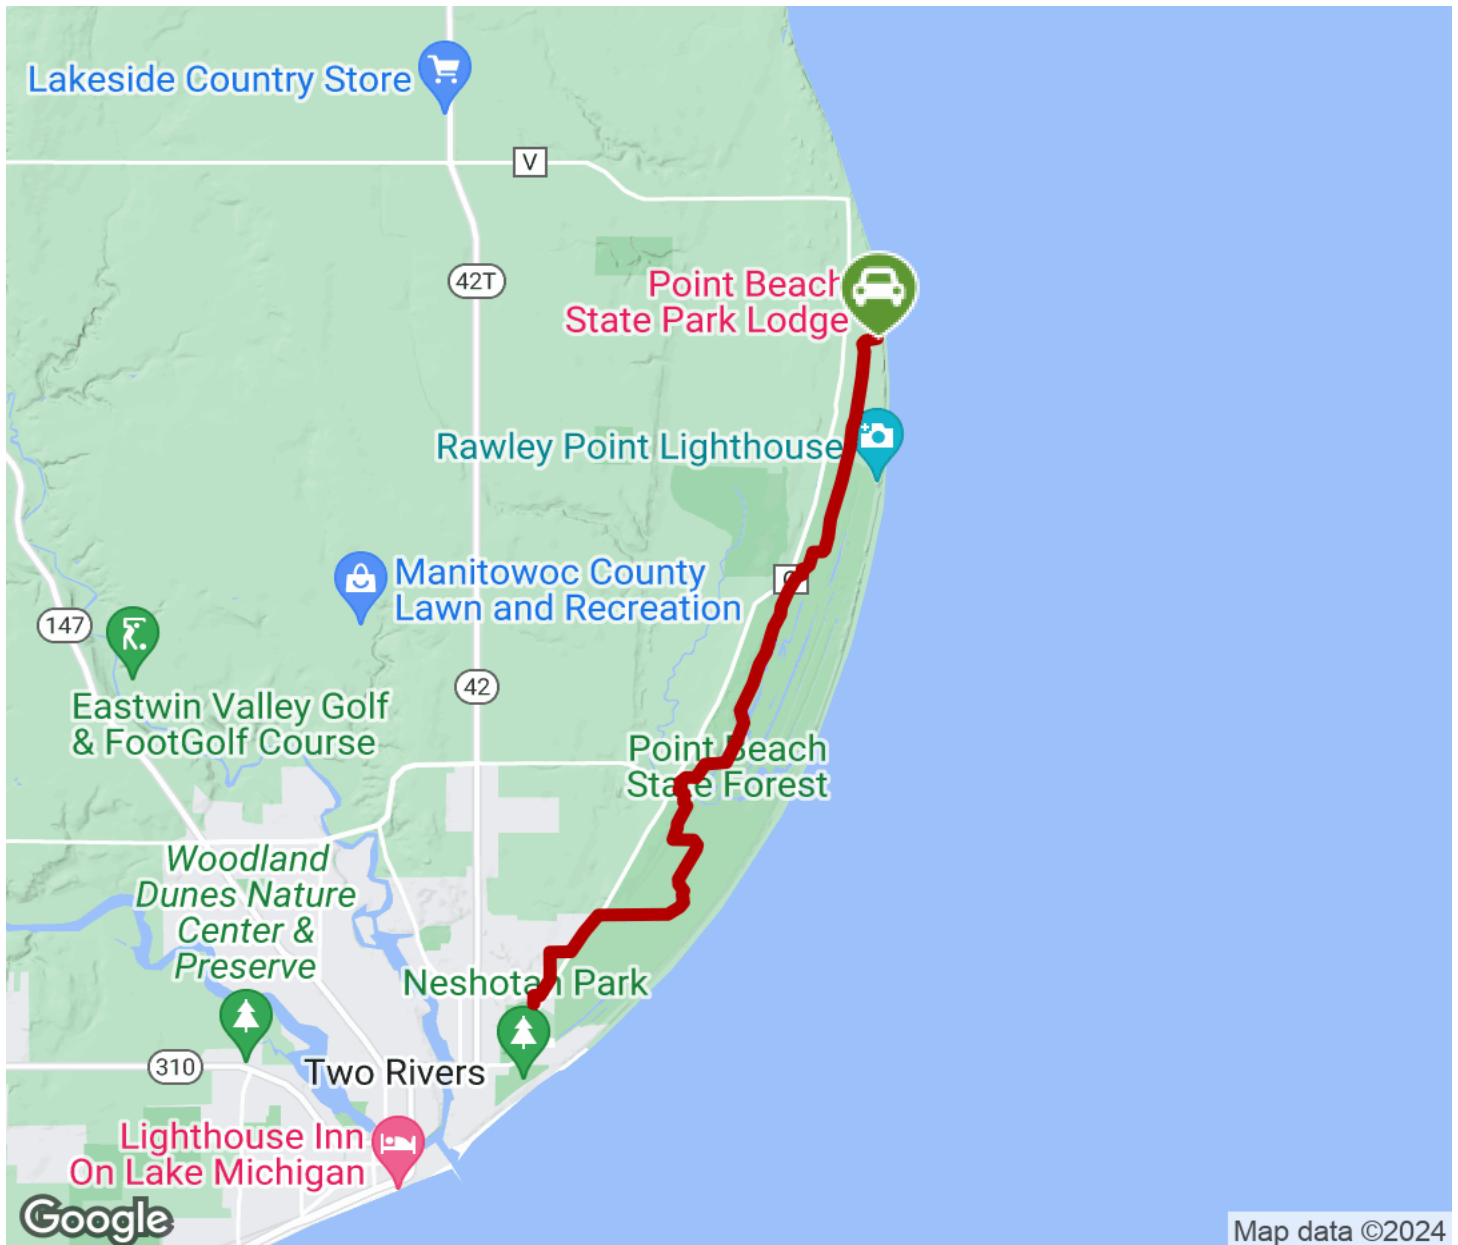 Lakeside Country Store
V
42T
Point Beach
State Park Lodge
Rawley Point Lighthouse
Manitowoc County
Lawn and Recreation
147
42
Eastwin Valley Golf
& FootGolf Course
Point Beach
State Forest
Woodland
Dunes Nature
Center &
Preserve
Neshotah Park
310
Two Rivers
Lighthouse Inn
On Lake Michigan
Google
Map data ©2024